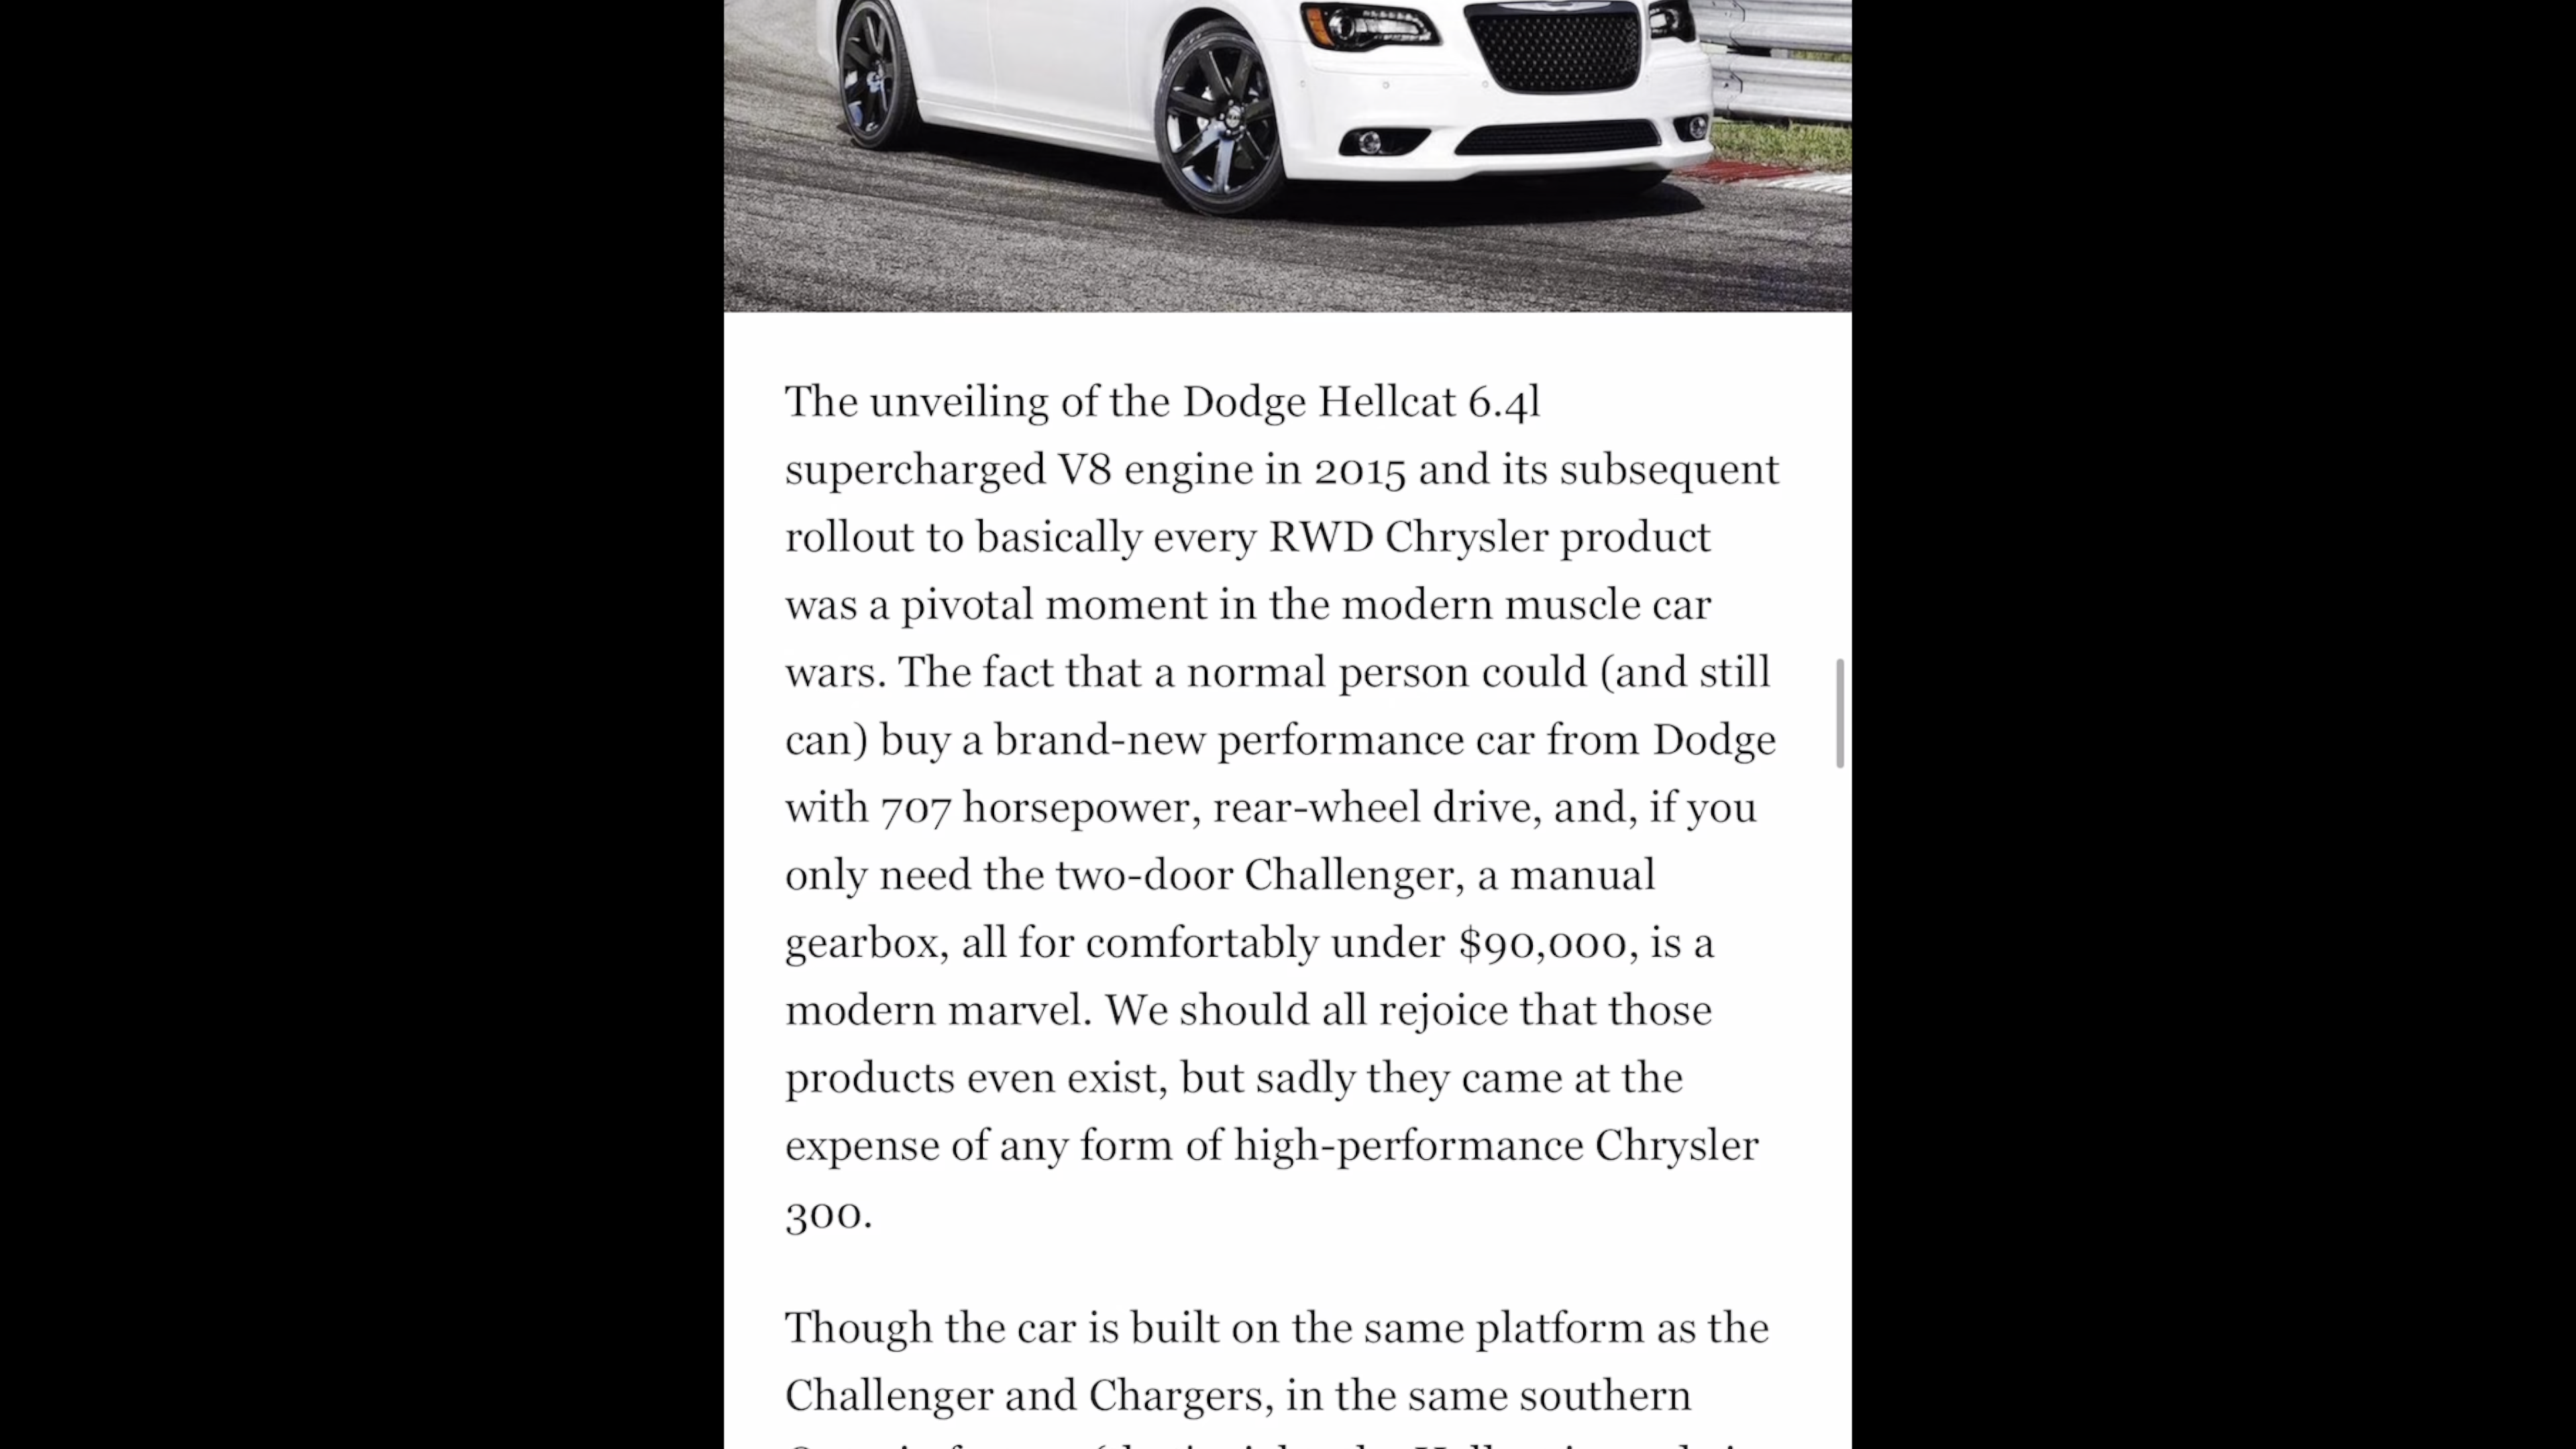 The unveiling of the Dodge Hellcat 6.4l
supercharged V8 engine in 2015 and its subsequent
rollout to basically every RWD Chrysler product
was a pivotal moment in the modern muscle car
wars. The fact that a normal person could (and still
can) buy a brand-new performance car from Dodge
with 707 horsepower, rear-wheel drive, and, if you
only need the two-door Challenger, a manual
gearbox, all for comfortably under $90,000, is a
modern marvel. We should all rejoice that those
products even exist, but sadly they came at the
expense of any form of high-performance Chrysler
300.
Though the car is built on the same platform as the
Challenger and Chargers, in the same southern